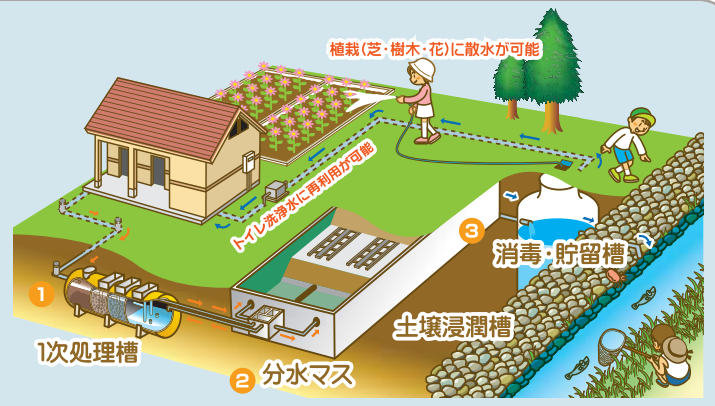 植栽(芝・樹木・花)に散水が可能
トイレ洗浄水に再利用が可能
3
消毒・貯留槽
1
土壌浸潤槽
1次処理槽
2 分水マス